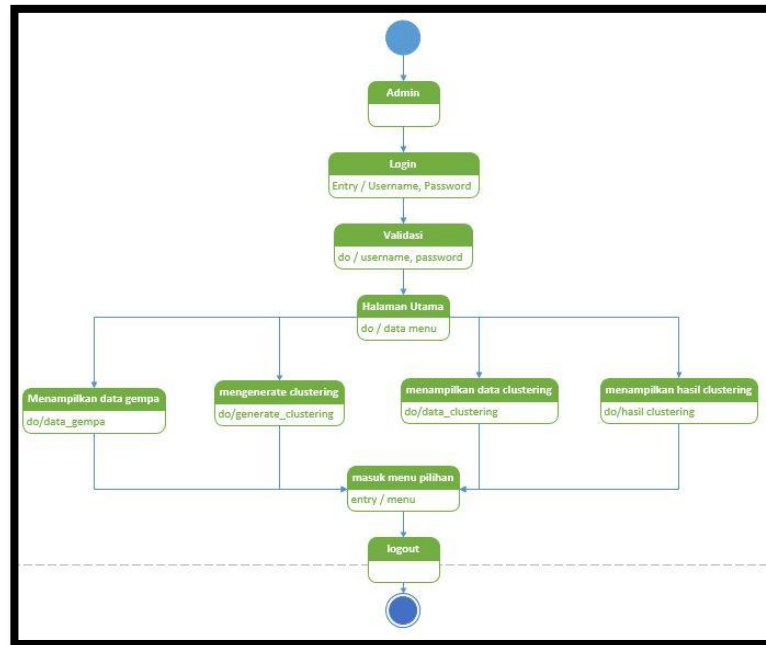 Admin
Login
Entry / Username, Password
Validasi
do / username, password
Halaman Utama
do / data menu
Menampilkan data gempa
do/data_gempa
mengenerate clustering
do/generate_clustering
menampilkan data clustering
do/data_clustering
menampilkan hasil clustering
do/hasil clustering
masuk menu pilihan
entry / menu
logout